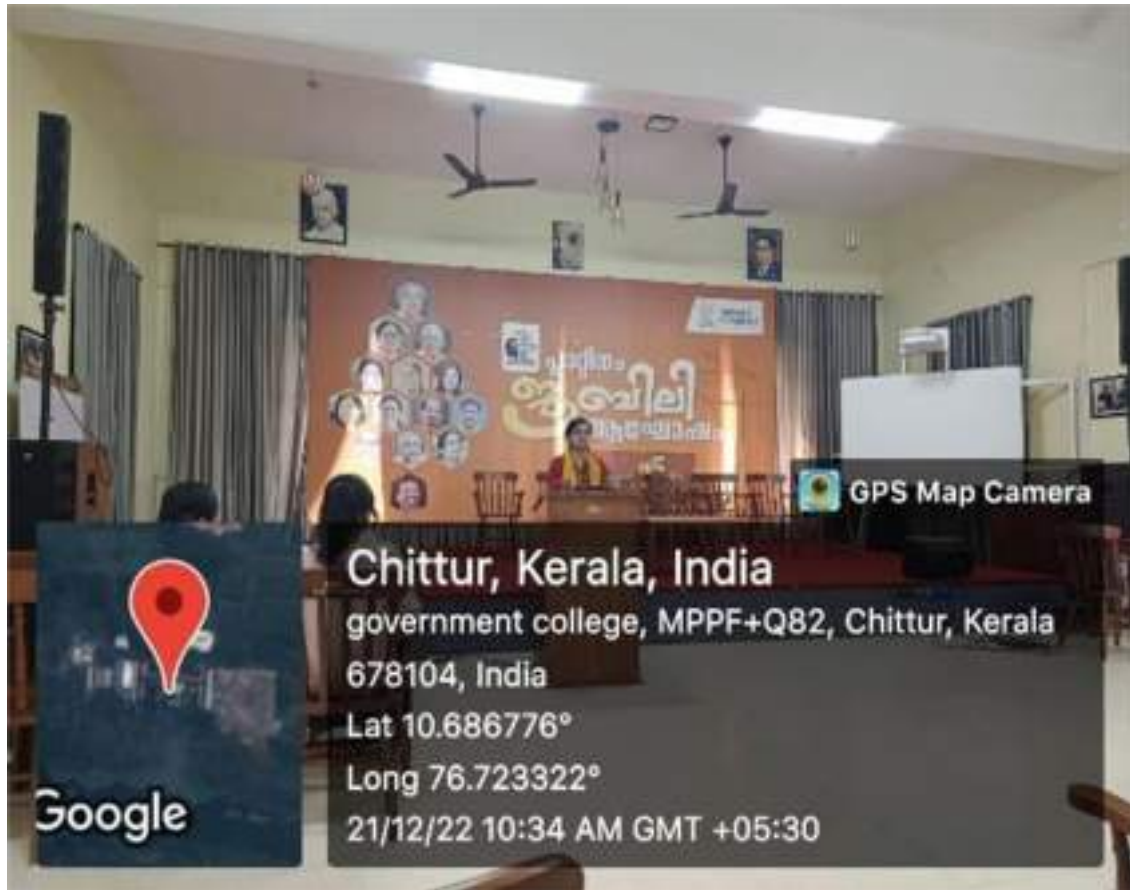 പ്ലാറ്റിനം
ജൂബിലി
ആഘോഷം
GPS Map Camera
Chittur, Kerala, India
government college, MPPF+Q82, Chittur, Kerala
678104, India
Lat 10.686776°
Long 76.723322°
21/12/22 10:34 AM GMT +05:30
Google